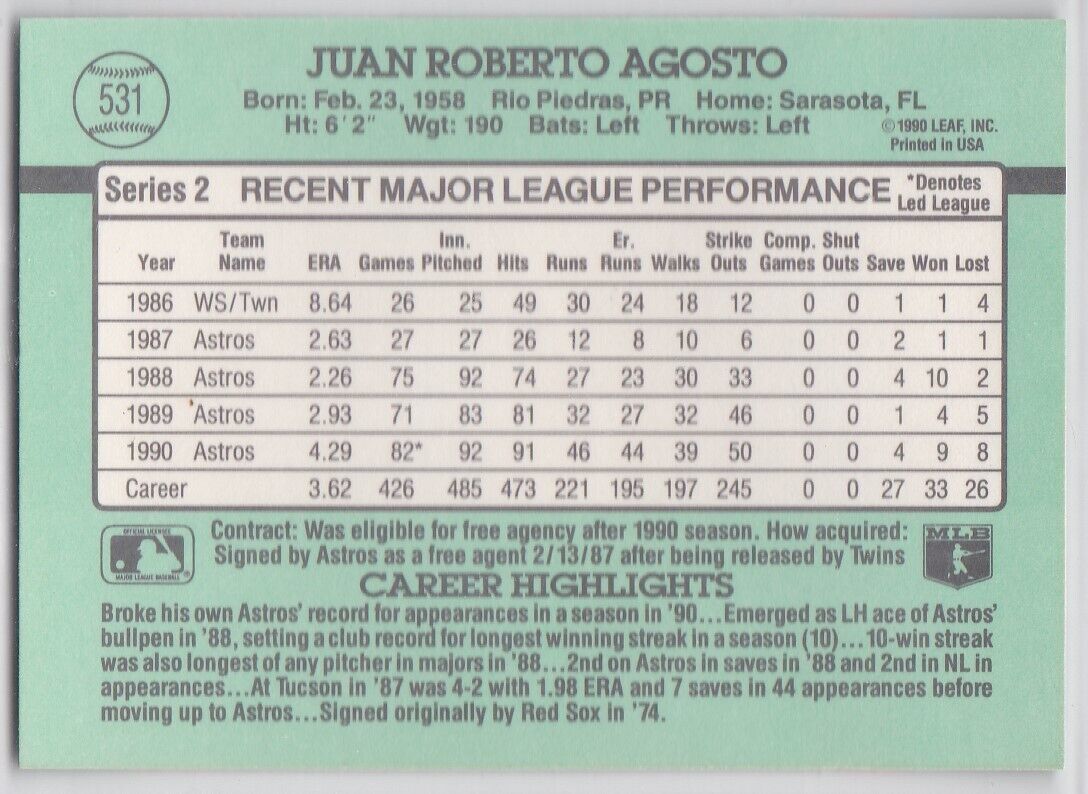 531
JUAN ROBERTO AGOSTO
Born: Feb. 23, 1958 Rio Piedras, PR Home: Sarasota, FL
Ht: 6'2" Wgt: 190 Bats: Left Throws: Left
©1990 LEAF, INC.
Printed in USA
Series 2 RECENT MAJOR LEAGUE PERFORMANCE *Denotes Led League
Team Inn. Er. Strike Comp. Shut
Year Name ERA Games Pitched Hits Runs Runs Walks Outs Games Outs Save Won Lost
1986 WS/Twn 8.64 26 25 49 30 24 18 12 0 0 1 1 4
1987 Astros 2.63 27 27 26 12 8 10 6 0 0 2 1 1
1988 Astros 2.26 75 92 74 27 23 30 33 0 0 4 10 2
1989 Astros 2.93 71 83 81 32 27 32 46 0 0 1 4 5
1990 Astros 4.29 82* 92 91 46 44 39 50 0 0 4 9 8
Career 3.62 426 485 473 221 195 197 245 0 0 27 33 26
OFFICIAL LICENSEE
MAJOR LEAGUE BASEBALL
®
Contract: Was eligible for free agency after 1990 season. How acquired:
Signed by Astros as a free agent 2/13/87 after being released by Twins
MLB
CAREER HIGHLIGHTS
Broke his own Astros' record for appearances in a season in '90...Emerged as LH ace of Astros'
bullpen in '88, setting a club record for longest winning streak in a season (10)...10-win streak
was also longest of any pitcher in majors in '88...2nd on Astros in saves in '88 and 2nd in NL in
appearances...At Tucson in '87 was 4-2 with 1.98 ERA and 7 saves in 44 appearances before
moving up to Astros...Signed originally by Red Sox in '74.